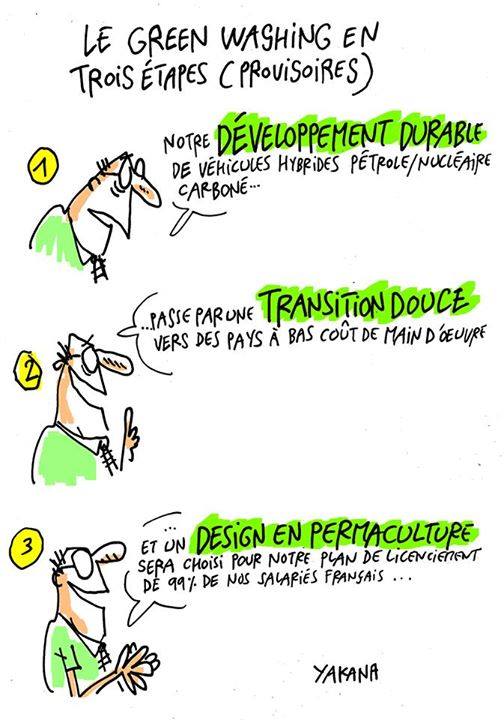 LE GREEN WASHING EN
TROIS ÉTAPES (PROVISOIRES)
1
NOTRE DÉVELOPPEMENT DURABLE
DE VÉHICULES HYBRIDES PÉTROLE/NUCLÉAIRE
CARBONÉ...
2
...PASSE PAR UNE TRANSITION DOUCE
VERS DES PAYS À BAS COÛT DE MAIN D'OEUVRE
3
...
ET UN DESIGN EN PERMACULTURE
SERA CHOISI POUR NOTRE PLAN DE LICENCIEMENT
DE 99% DE NOS SALARIÉS FRANÇAIS ...
YAKANA